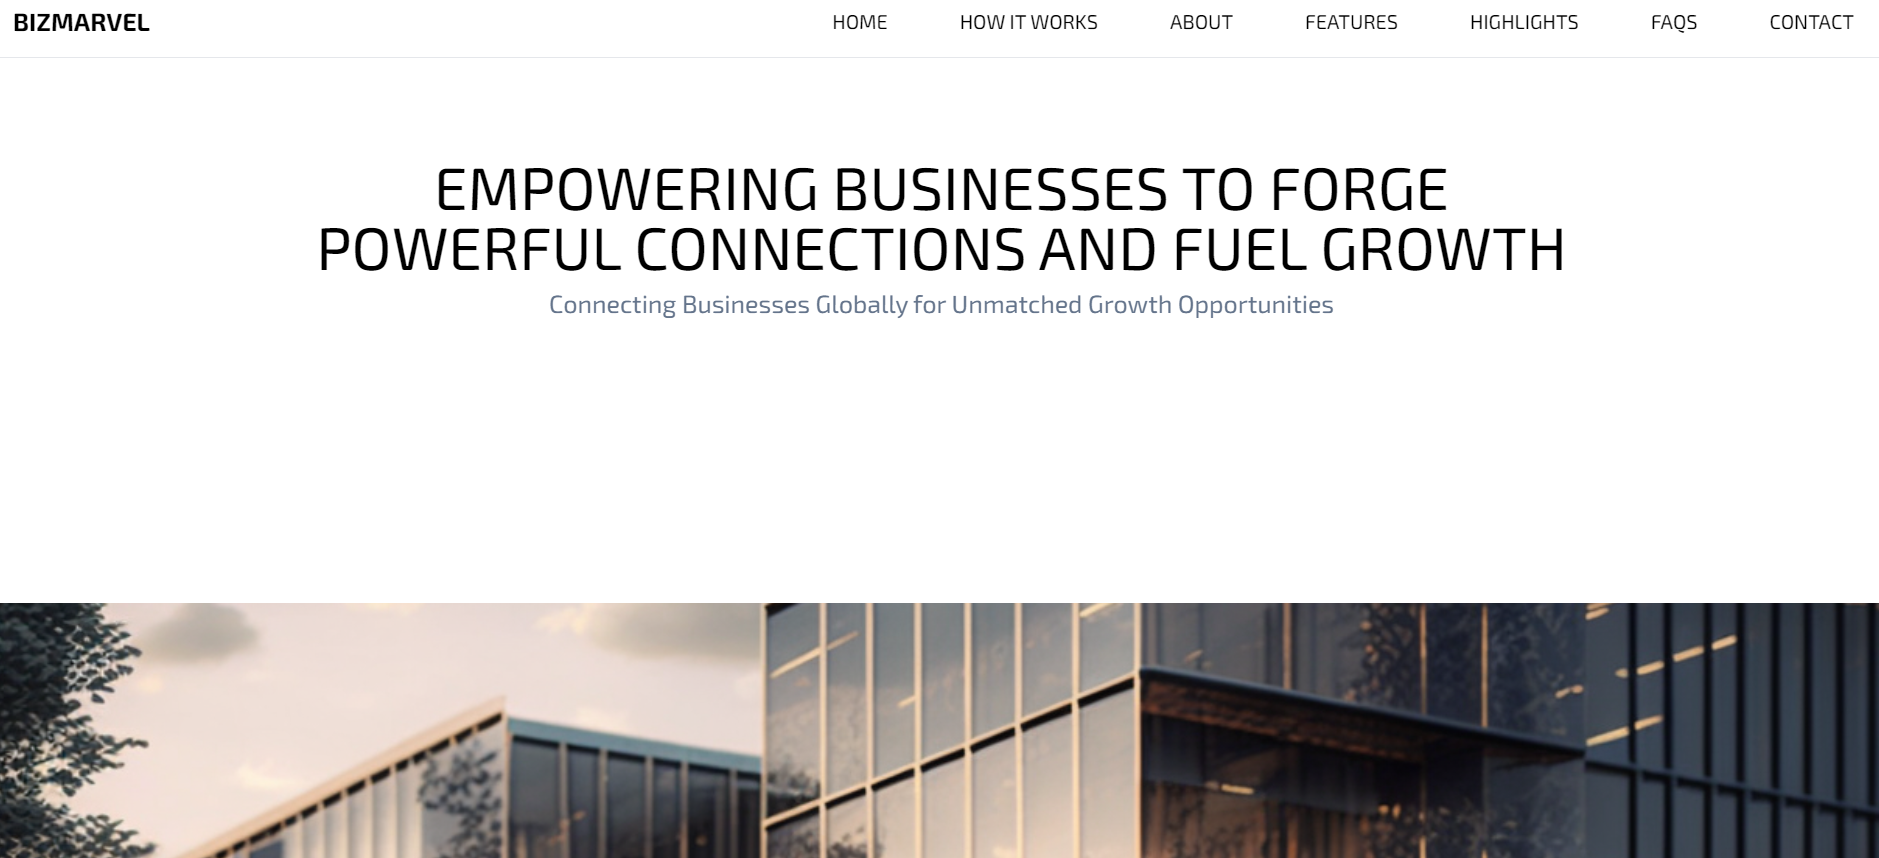 BIZMARVEL
HOME HOW IT WORKS ABOUT FEATURES HIGHLIGHTS FAQS CONTACT
EMPOWERING BUSINESSES TO FORGE
POWERFUL CONNECTIONS AND FUEL GROWTH
Connecting Businesses Globally for Unmatched Growth Opportunities